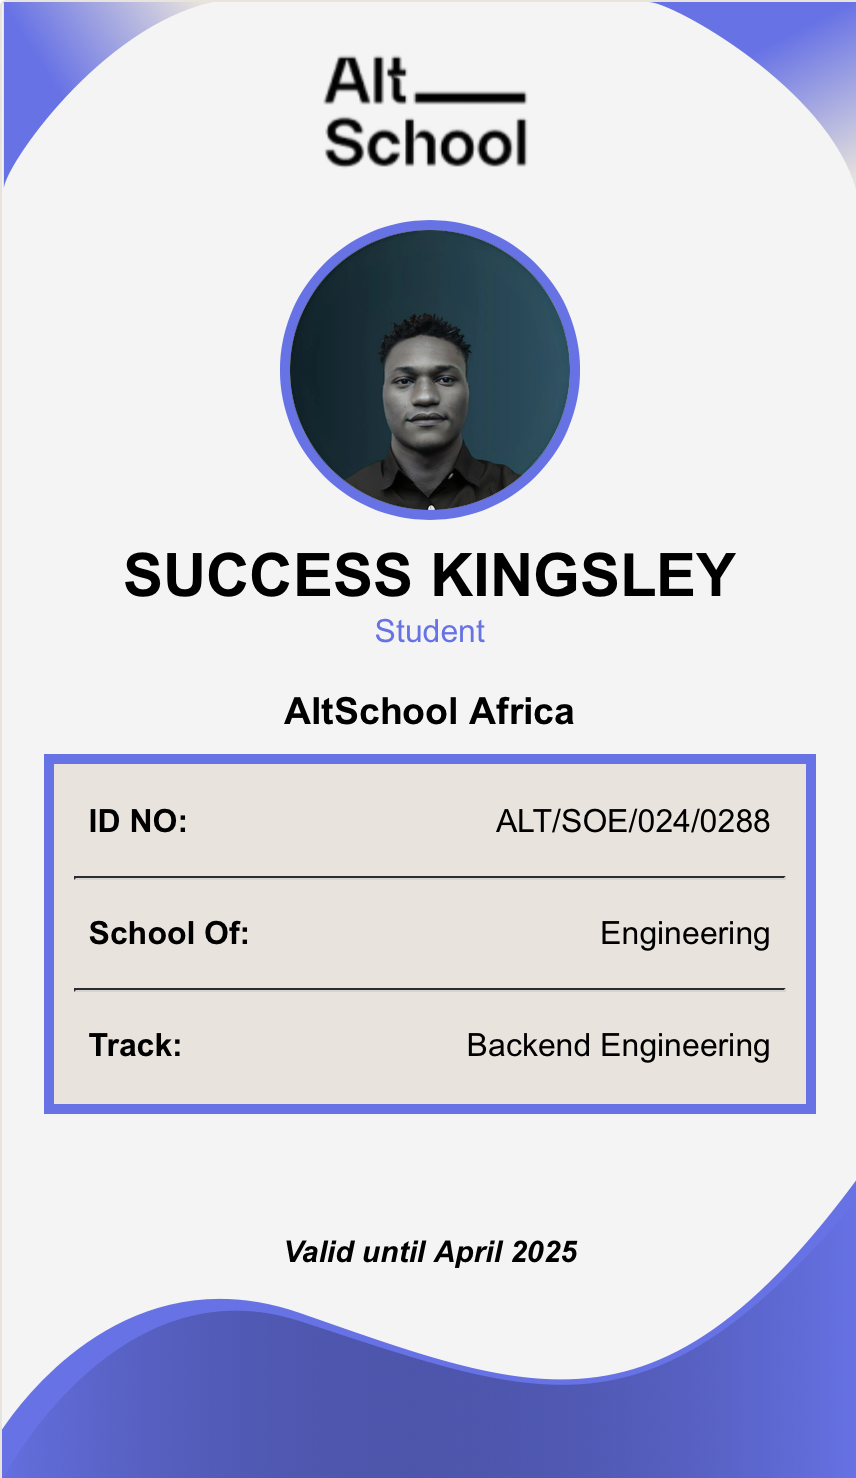 Alt
School
SUCCESS KINGSLEY
Student
AltSchool Africa
ID NO: ALT/SOE/024/0288
School Of: Engineering
Track: Backend Engineering
Valid until April 2025